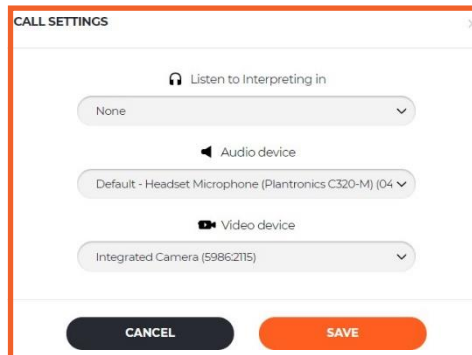 CALL SETTINGS
Listen to Interpreting in
None
Audio device
Default - Headset Microphone (Plantronics C320-M) (04
Video device
Integrated Camera (5986:2115)
CANCEL SAVE